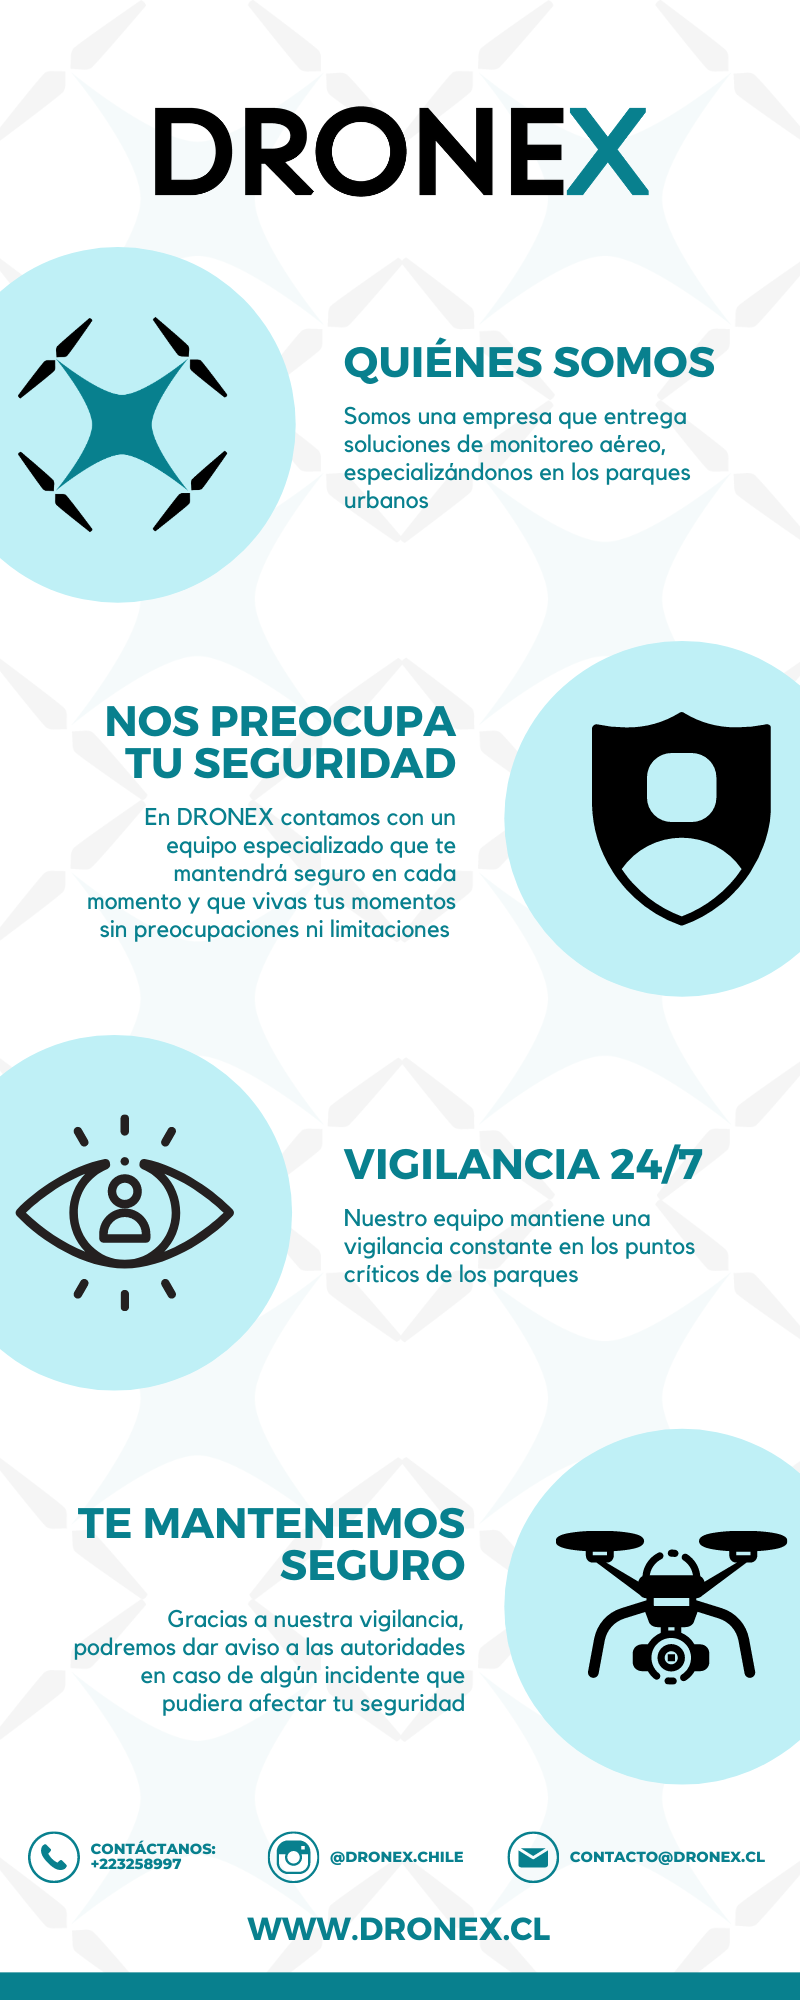 DRONEX
QUIÉNES SOMOS
Somos una empresa que entrega
soluciones de monitoreo aéreo,
especializándonos en los parques
urbanos
NOS PREOCUPA
TU SEGURIDAD
En DRONEX contamos con un
equipo especializado que te
mantendrá seguro en cada
momento y que vivas tus momentos
sin preocupaciones ni limitaciones
VIGILANCIA 24/7
Nuestro equipo mantiene una
vigilancia constante en los puntos
críticos de los parques
TE MANTENEMOS
SEGURO
Gracias a nuestra vigilancia,
podremos dar aviso a las autoridades
en caso de algún incidente que
pudiera afectar tu seguridad
CONTÁCTANOS:
+223258997
@DRONEX.CHILE
CONTACTO@DRONEX.CL
WWW.DRONEX.CL